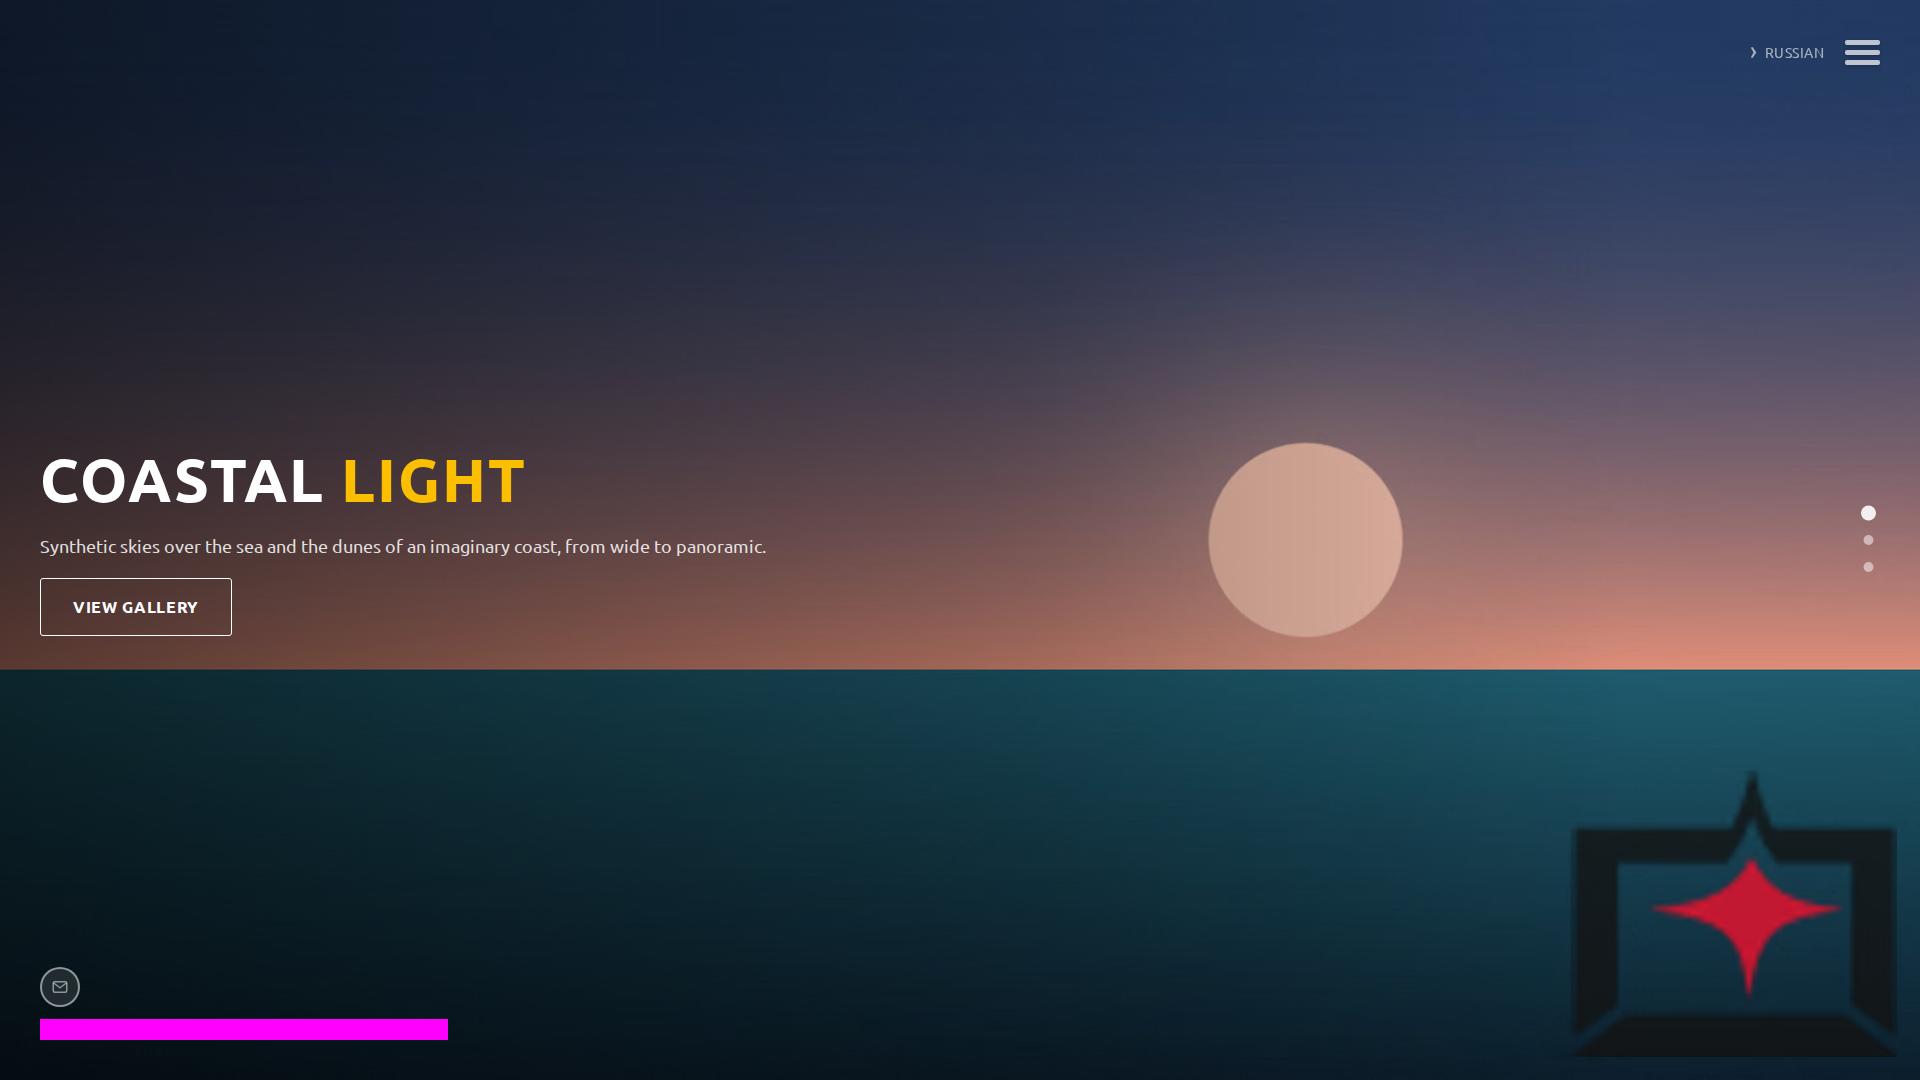 › RUSSIAN
COASTAL LIGHT
Synthetic skies over the sea and the dunes of an imaginary coast, from wide to panoramic.
VIEW GALLERY